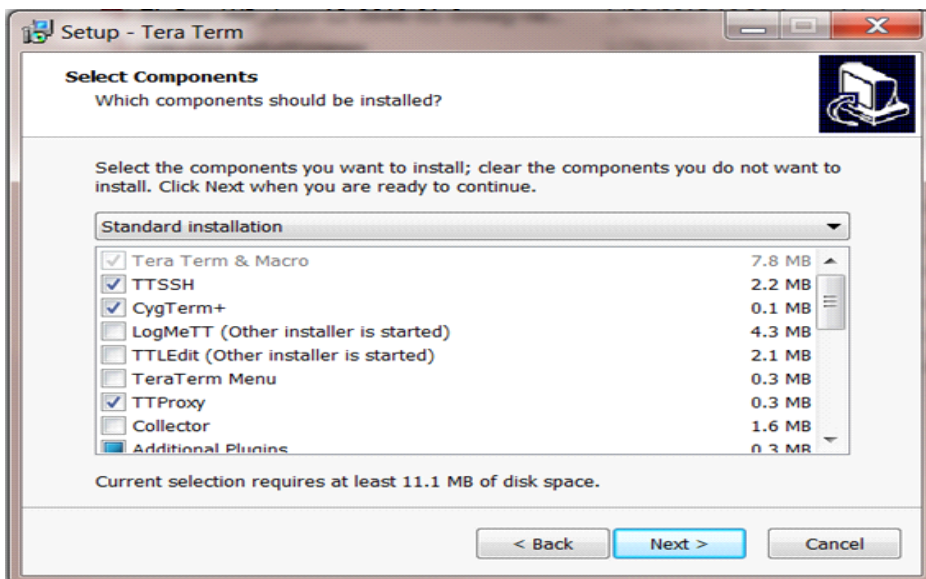 Setup - Tera Term
Select Components
Which components should be installed?
Select the components you want to install; clear the components you do not want to
install. Click Next when you are ready to continue.
Standard installation
Tera Term & Macro 7.8 MB
TTSSH 2.2 MB
CygTerm+ 0.1 MB
LogMeTT (Other installer is started) 4.3 MB
TTLEdit (Other installer is started) 2.1 MB
TeraTerm Menu 0.3 MB
TTProxy 0.3 MB
Collector 1.6 MB
Additional Plugins 0.3 MB
Current selection requires at least 11.1 MB of disk space.
< Back Next > Cancel